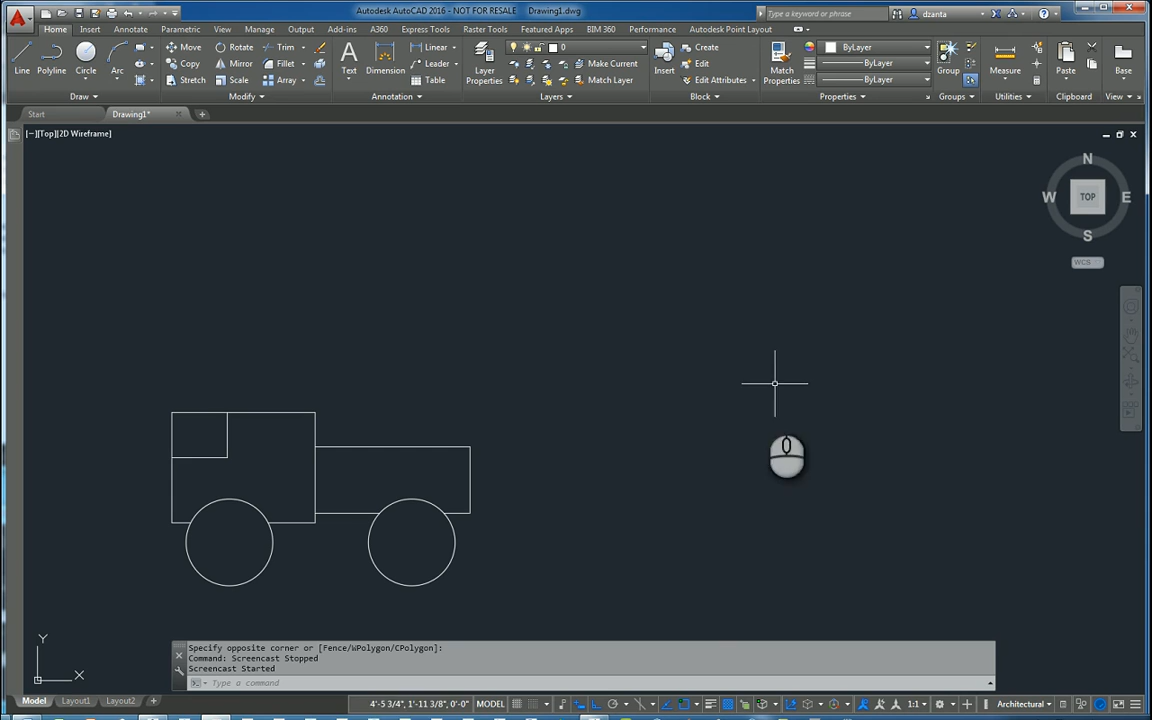 Autodesk AutoCAD 2016 - NOT FOR RESALE Drawing1.dwg
Type a keyword or phrase
dzanta
Home Insert Annotate Parametric View Manage Output Add-ins A360 Express Tools Raster Tools Featured Apps BIM 360 Performance Autodesk Point Layout
Line Polyline Circle Arc
Draw
Move Rotate Trim
Copy Mirror Fillet
Stretch Scale Array
Modify
Text Dimension
Linear
Leader
Table
Annotation
Layer Properties
0
Make Current
Match Layer
Layers
Insert
Create
Edit
Edit Attributes
Block
Match Properties
ByLayer
ByLayer
ByLayer
Properties
Group
Groups
Measure
Utilities
Paste
Clipboard
Base
View
Start Drawing1*
[−][Top][2D Wireframe]
N
W TOP E
S
WCS
Y
X
Specify opposite corner or [Fence/WPolygon/CPolygon]:
Command: Screencast Stopped
Screencast Started
Type a command
Model Layout1 Layout2
4'-5 3/4", 1'-11 3/8", 0'-0" MODEL
1:1
Architectural